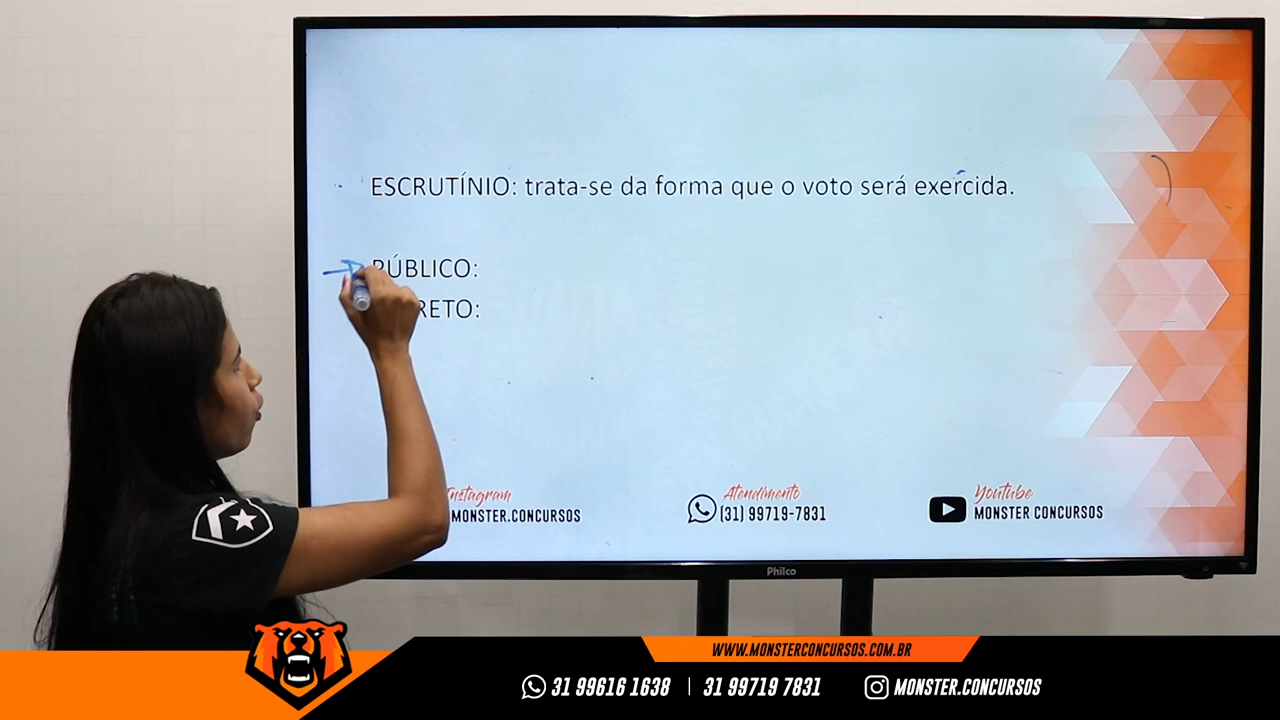 ESCRUTÍNIO: trata-se da forma que o voto será exercida.
PÚBLICO:
RETO:
Instagram
MONSTER.CONCURSOS
Atendimento
(31) 99719-7831
Youtube
MONSTER CONCURSOS
Philco
WWW.MONSTERCONCURSOS.COM.BR
31 99616 1638 | 31 99719 7831 MONSTER.CONCURSOS